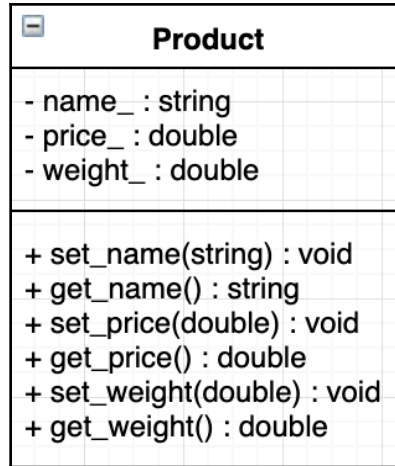 Product
- name_ : string
- price_ : double
- weight_ : double
+ set_name(string) : void
+ get_name() : string
+ set_price(double) : void
+ get_price() : double
+ set_weight(double) : void
+ get_weight() : double